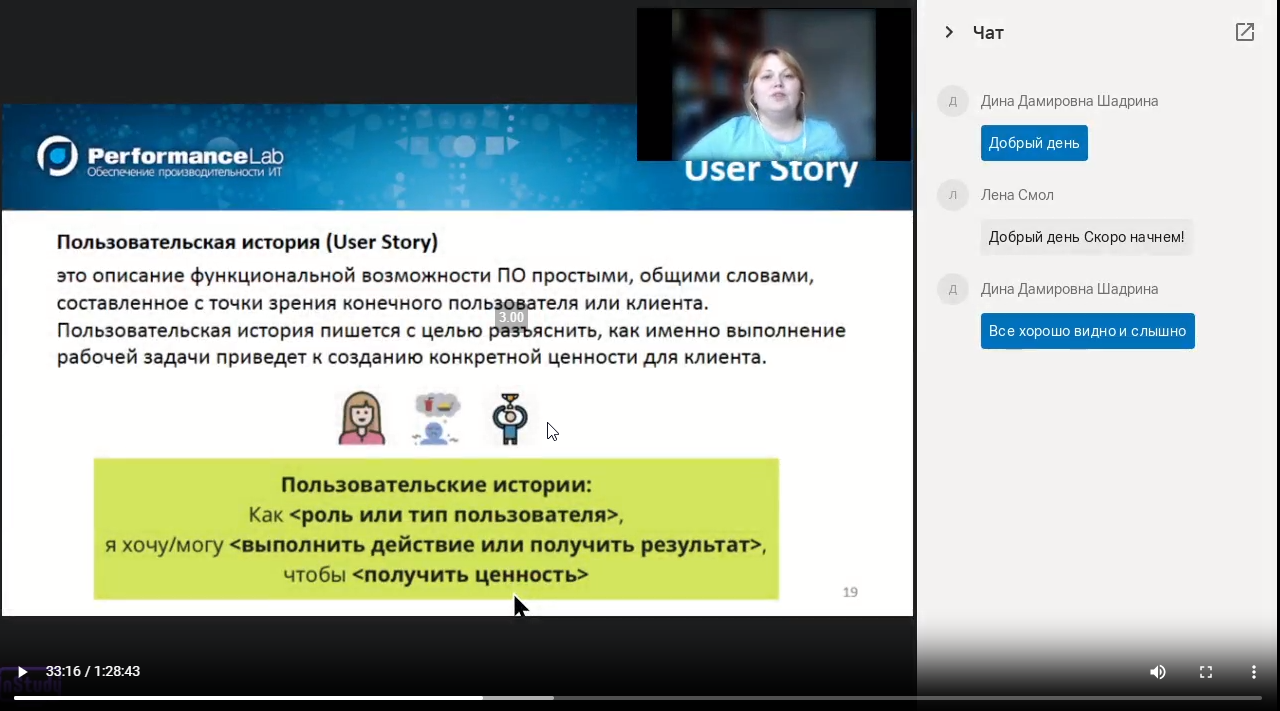 PerformanceLab
Обеспечение производительности ИТ
User Story
Пользовательская история (User Story)
это описание функциональной возможности ПО простыми, общими словами,
составленное с точки зрения конечного пользователя или клиента.
3.00
Пользовательская история пишется с целью разъяснить, как именно выполнение
рабочей задачи приведет к созданию конкретной ценности для клиента.
Пользовательские истории:
Как <роль или тип пользователя>,
я хочу/могу <выполнить действие или получить результат>,
чтобы <получить ценность>
19
33:16 / 1:28:43
Чат
Д
Дина Дамировна Шадрина
Добрый день
Л
Лена Смол
Добрый день Скоро начнем!
Д
Дина Дамировна Шадрина
Все хорошо видно и слышно